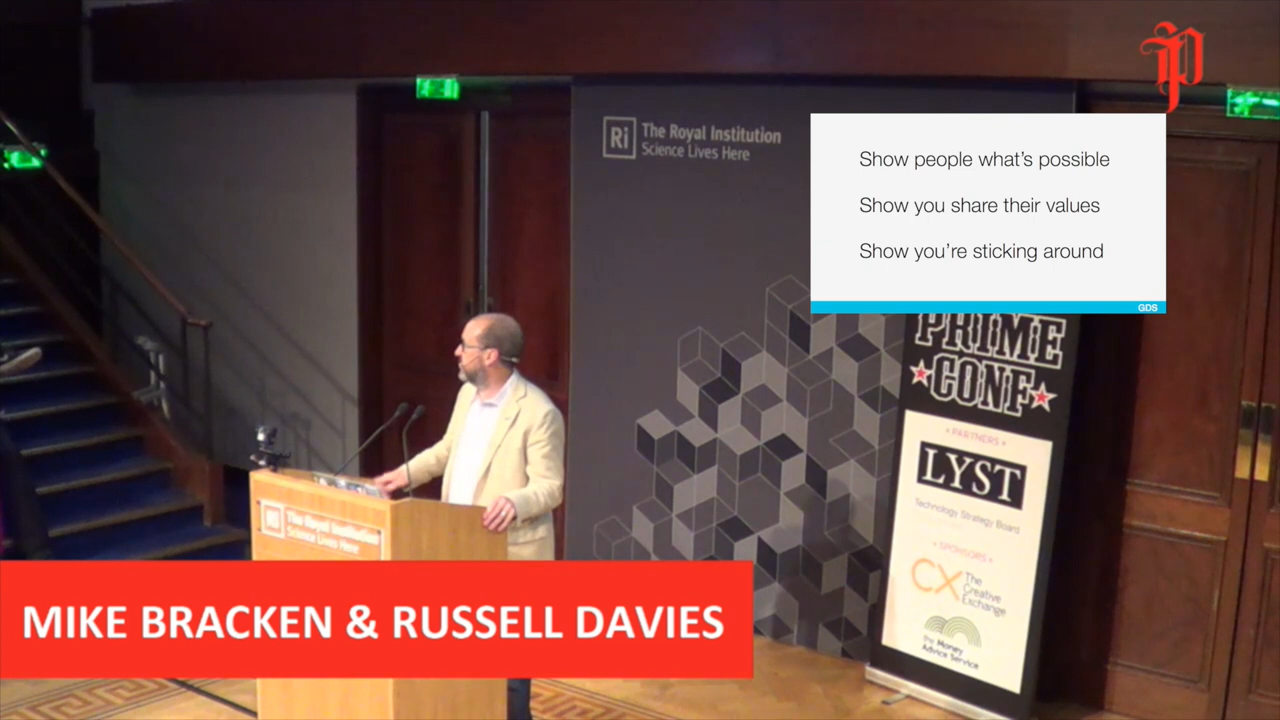 Ri The Royal Institution
Science Lives Here
Show people what's possible
Show you share their values
Show you're sticking around
GDS
PRIME
CONF
PARTNERS
LYST
Technology Strategy Board
SPONSORS
CX The
Creative
Exchange
the Money
Advice Service
Ri The Royal Institution
Science Lives Here
MIKE BRACKEN & RUSSELL DAVIES